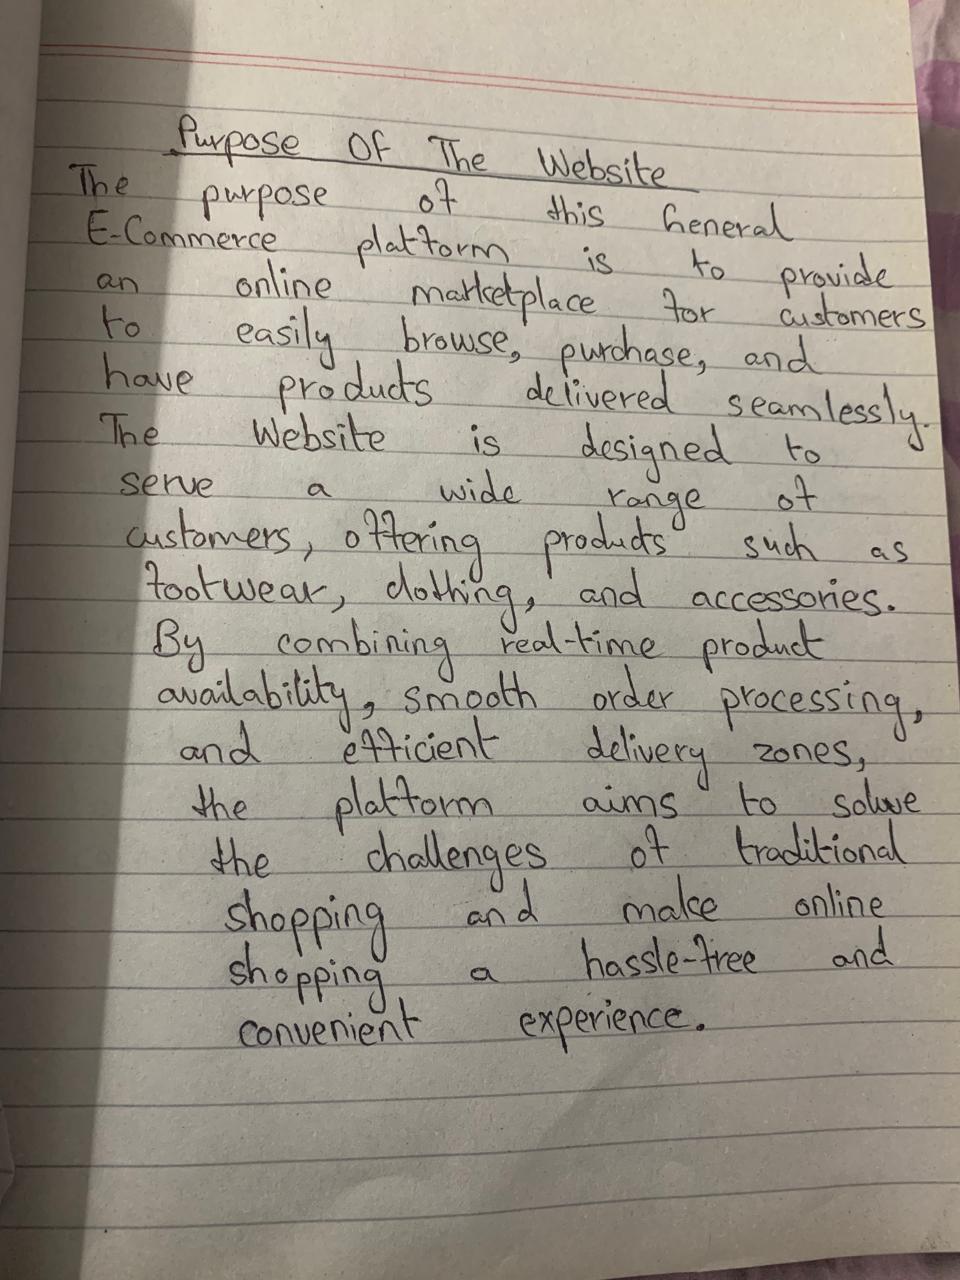 Purpose Of The Website
The purpose of this General
E-Commerce platform is to provide
an online marketplace for customers
to easily browse, purchase, and
have products delivered seamlessly.
The Website is designed to
serve a wide range of
customers, offering products such as
footwear, clothing, and accessories.
By combining real-time product
availability, smooth order processing,
and efficient delivery zones,
the platform aims to solve
the challenges of traditional
shopping and make online
shopping a hassle-free and
convenient experience.